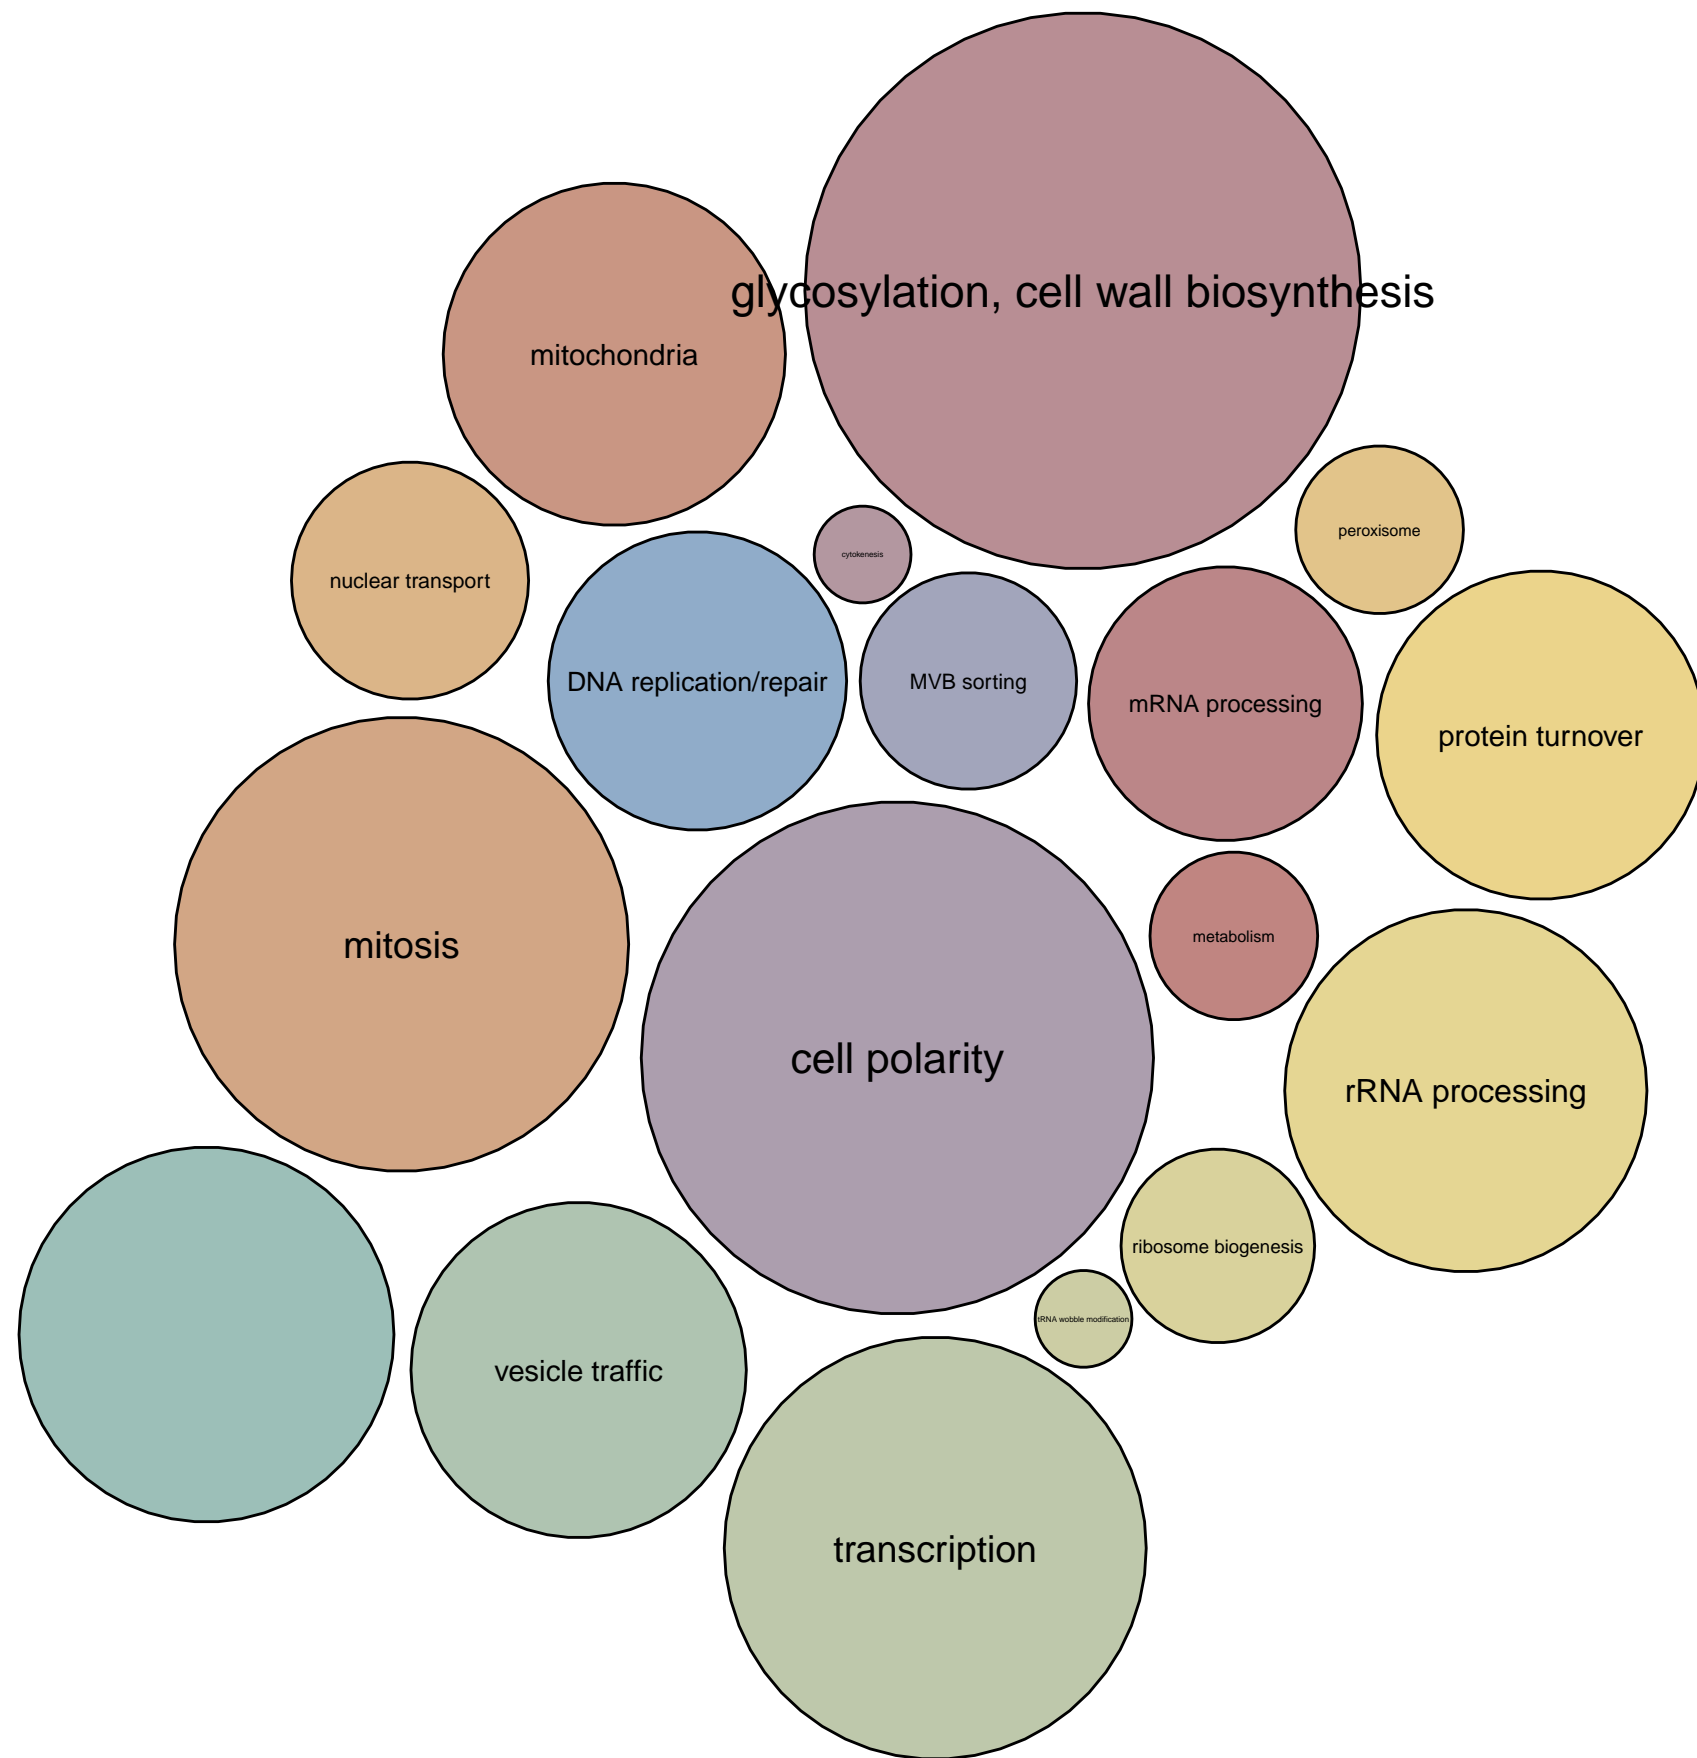 glycosylation, cell wall biosynthesis
mitochondria
peroxisome
cytokenesis
nuclear transport
DNA replication/repair
MVB sorting
mRNA processing
protein turnover
metabolism
mitosis
cell polarity
rRNA processing
ribosome biogenesis
tRNA wobble modification
vesicle traffic
transcription